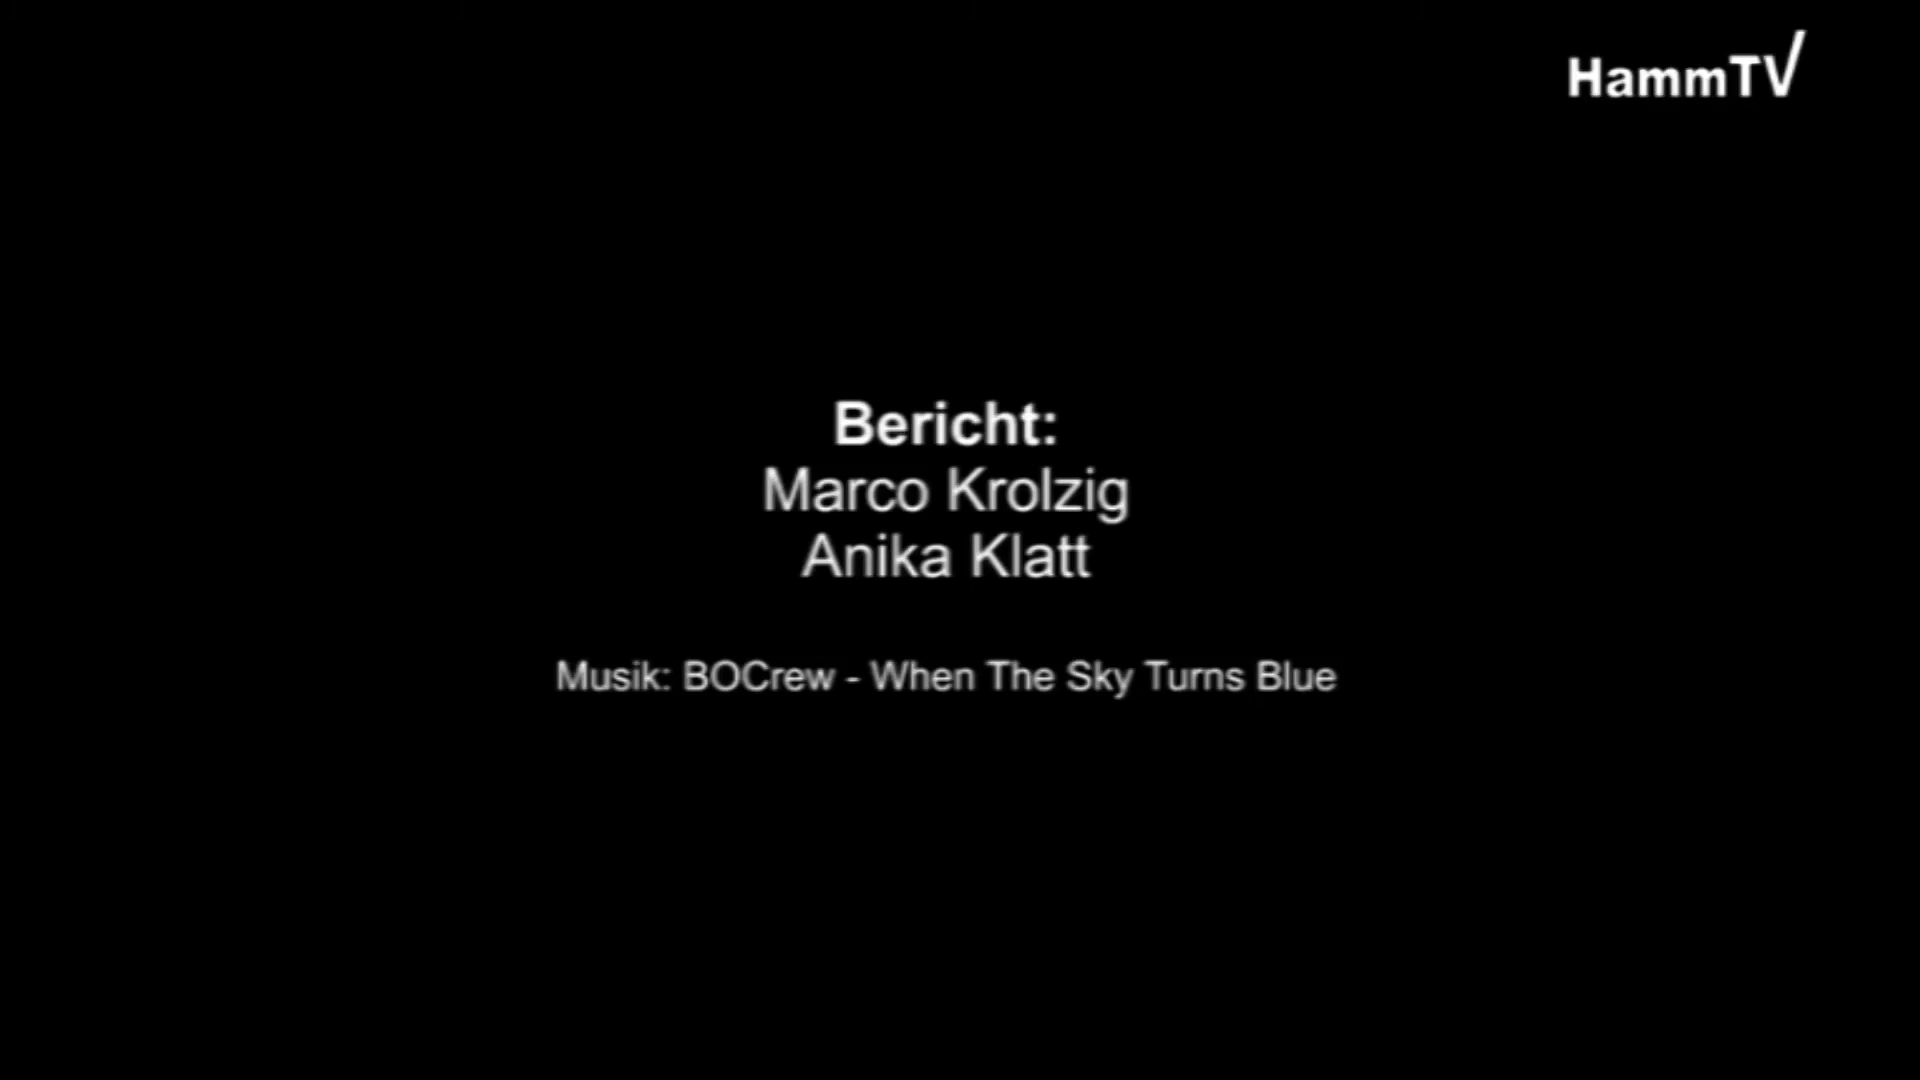 HammTV
Bericht:
Marco Krolzig
Anika Klatt
Musik: BOCrew - When The Sky Turns Blue